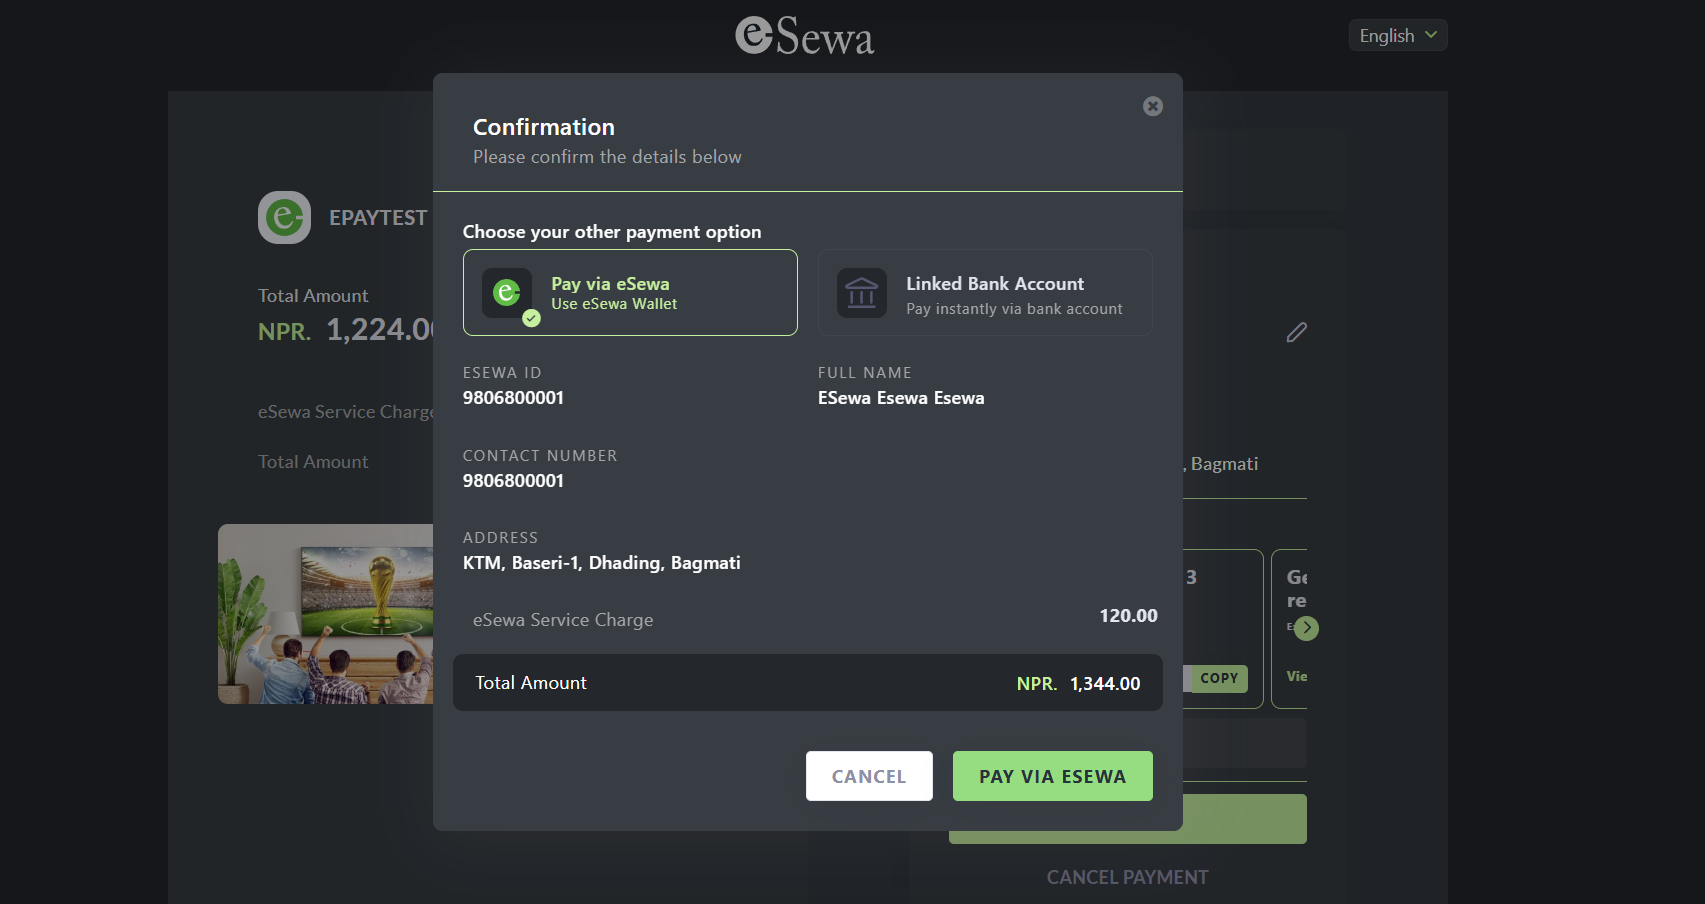 eSewa
English
Confirmation
Please confirm the details below
EPAYTEST
Total Amount
NPR. 1,224.0
eSewa Service Charge
Total Amount
Choose your other payment option
Pay via eSewa
Use eSewa Wallet
Linked Bank Account
Pay instantly via bank account
ESEWA ID
9806800001
FULL NAME
ESewa Esewa Esewa
CONTACT NUMBER
9806800001
ADDRESS
KTM, Baseri-1, Dhading, Bagmati
eSewa Service Charge
120.00
Total Amount
NPR. 1,344.00
CANCEL
PAY VIA ESEWA
, Bagmati
3
COPY
Ge
re
Vie
CANCEL PAYMENT